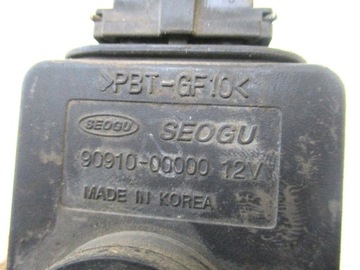 >PBT-GF10<
SEOGU SEOGU
90910-00000 12V
MADE IN KOREA